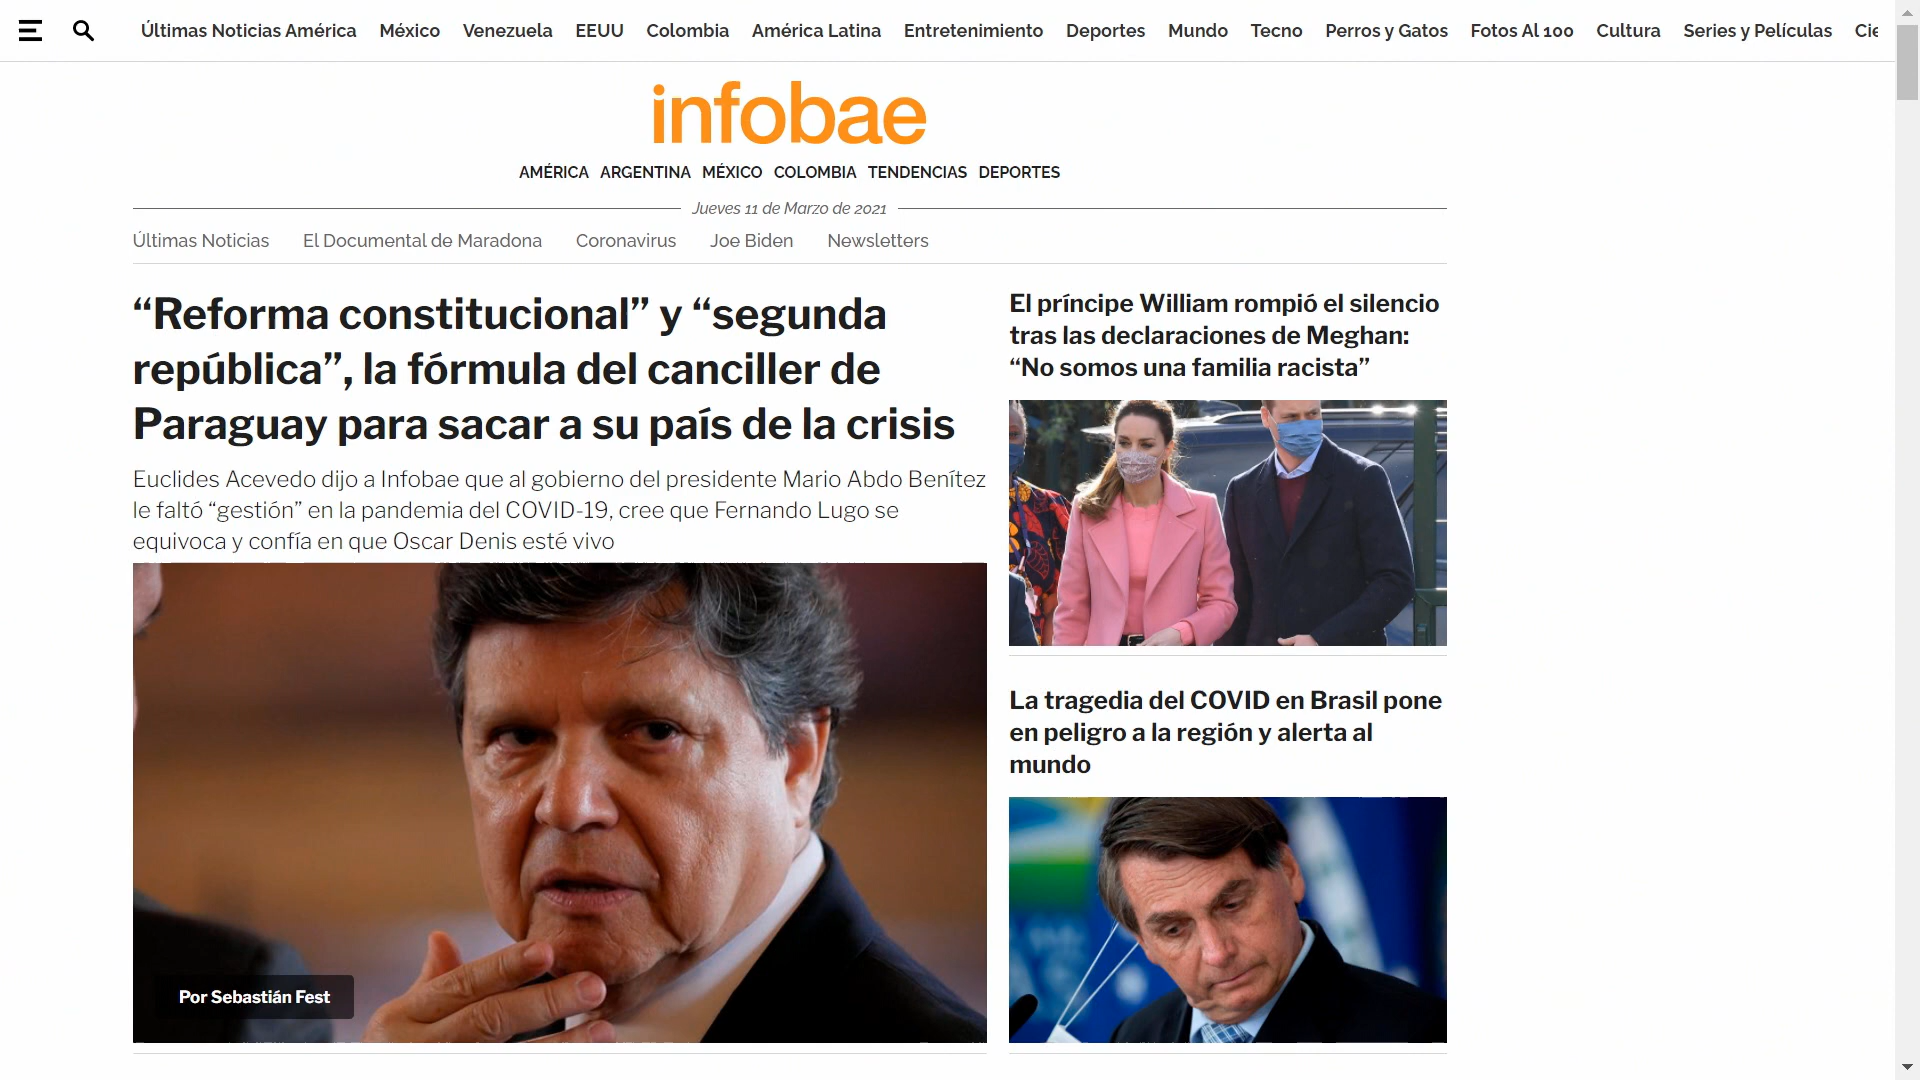 Últimas Noticias América México Venezuela EEUU Colombia América Latina Entretenimiento Deportes Mundo Tecno Perros y Gatos Fotos Al 100 Cultura Series y Películas
infobae
AMÉRICA ARGENTINA MÉXICO COLOMBIA TENDENCIAS DEPORTES
Jueves 11 de Marzo de 2021
Últimas Noticias El Documental de Maradona Coronavirus Joe Biden Newsletters
“Reforma constitucional” y “segunda
república”, la fórmula del canciller de
Paraguay para sacar a su país de la crisis
Euclides Acevedo dijo a Infobae que al gobierno del presidente Mario Abdo Benítez
le faltó “gestión” en la pandemia del COVID-19, cree que Fernando Lugo se
equivoca y confía en que Oscar Denis esté vivo
Por Sebastián Fest
El príncipe William rompió el silencio
tras las declaraciones de Meghan:
“No somos una familia racista”
La tragedia del COVID en Brasil pone
en peligro a la región y alerta al
mundo